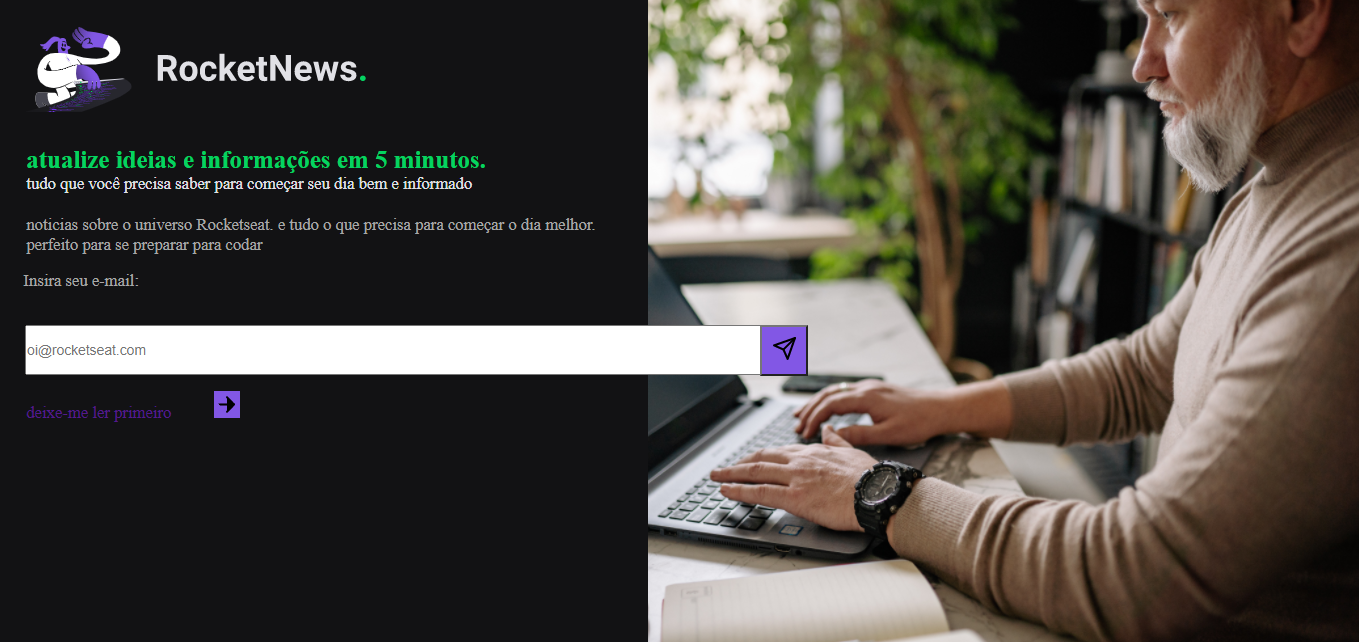 RocketNews.
atualize ideias e informações em 5 minutos.
tudo que você precisa saber para começar seu dia bem e informado
noticias sobre o universo Rocketseat. e tudo o que precisa para começar o dia melhor.
perfeito para se preparar para codar
Insira seu e-mail:
oi@rocketseat.com
deixe-me ler primeiro